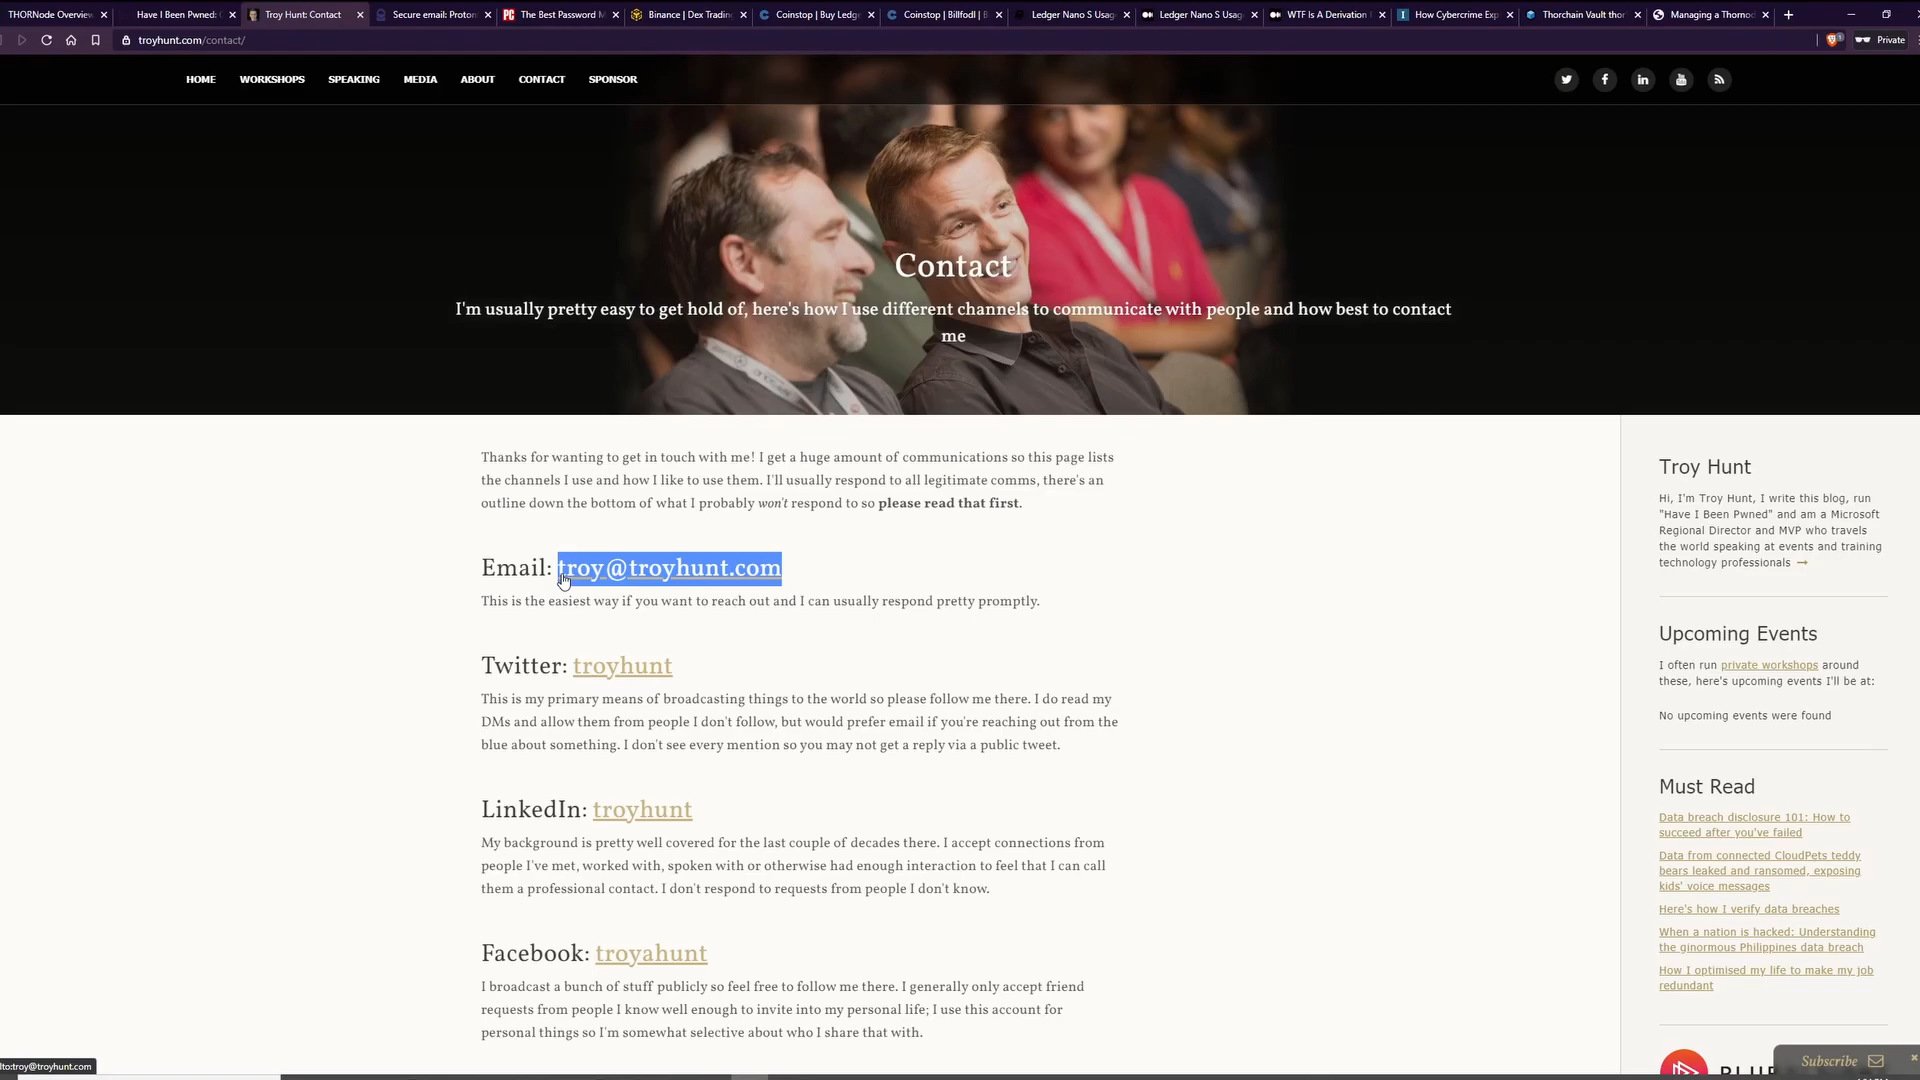 THORNode Overview
Have I Been Pwned:
Troy Hunt: Contact
Secure email: Proton
The Best Password M
Binance | Dex Trading
Coinstop | Buy Ledge
Coinstop | Billfodl | B
Ledger Nano S Usag
Ledger Nano S Usag
WTF Is A Derivation
How Cybercrime Exp
Thorchain Vault thor
Managing a Thornod
troyhunt.com/contact/
1
Private
HOME
WORKSHOPS
SPEAKING
MEDIA
ABOUT
CONTACT
SPONSOR
Contact
I'm usually pretty easy to get hold of, here's how I use different channels to communicate with people and how best to contact
me
Thanks for wanting to get in touch with me! I get a huge amount of communications so this page lists
the channels I use and how I like to use them. I'll usually respond to all legitimate comms, there's an
outline down the bottom of what I probably won't respond to so please read that first.
Email: troy@troyhunt.com
This is the easiest way if you want to reach out and I can usually respond pretty promptly.
Twitter: troyhunt
This is my primary means of broadcasting things to the world so please follow me there. I do read my
DMs and allow them from people I don't follow, but would prefer email if you're reaching out from the
blue about something. I don't see every mention so you may not get a reply via a public tweet.
LinkedIn: troyhunt
My background is pretty well covered for the last couple of decades there. I accept connections from
people I've met, worked with, spoken with or otherwise had enough interaction to feel that I can call
them a professional contact. I don't respond to requests from people I don't know.
Facebook: troyahunt
I broadcast a bunch of stuff publicly so feel free to follow me there. I generally only accept friend
requests from people I know well enough to invite into my personal life; I use this account for
personal things so I'm somewhat selective about who I share that with.
Troy Hunt
Hi, I'm Troy Hunt, I write this blog, run
"Have I Been Pwned" and am a Microsoft
Regional Director and MVP who travels
the world speaking at events and training
technology professionals →
Upcoming Events
I often run private workshops around
these, here's upcoming events I'll be at:
No upcoming events were found
Must Read
Data breach disclosure 101: How to
succeed after you've failed
Data from connected CloudPets teddy
bears leaked and ransomed, exposing
kids' voice messages
Here's how I verify data breaches
When a nation is hacked: Understanding
the ginormous Philippines data breach
How I optimised my life to make my job
redundant
Subscribe
lto:troy@troyhunt.com